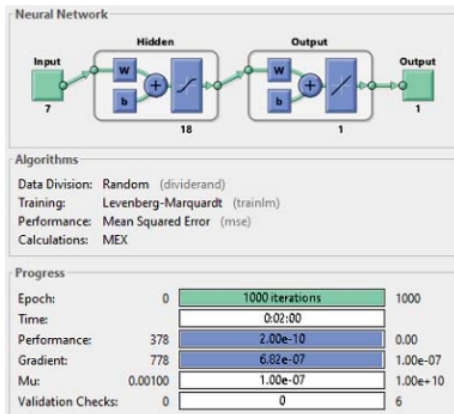 Neural Network
Hidden Output
Input Output
W b + W b +
7 18 1 1
Algorithms
Data Division: Random (dividerand)
Training: Levenberg-Marquardt (trainlm)
Performance: Mean Squared Error (mse)
Calculations: MEX
Progress
Epoch: 0 1000 iterations 1000
Time: 0:02:00
Performance: 378 2.00e-10 0.00
Gradient: 778 6.82e-07 1.00e-07
Mu: 0.00100 1.00e-07 1.00e+10
Validation Checks: 0 0 6